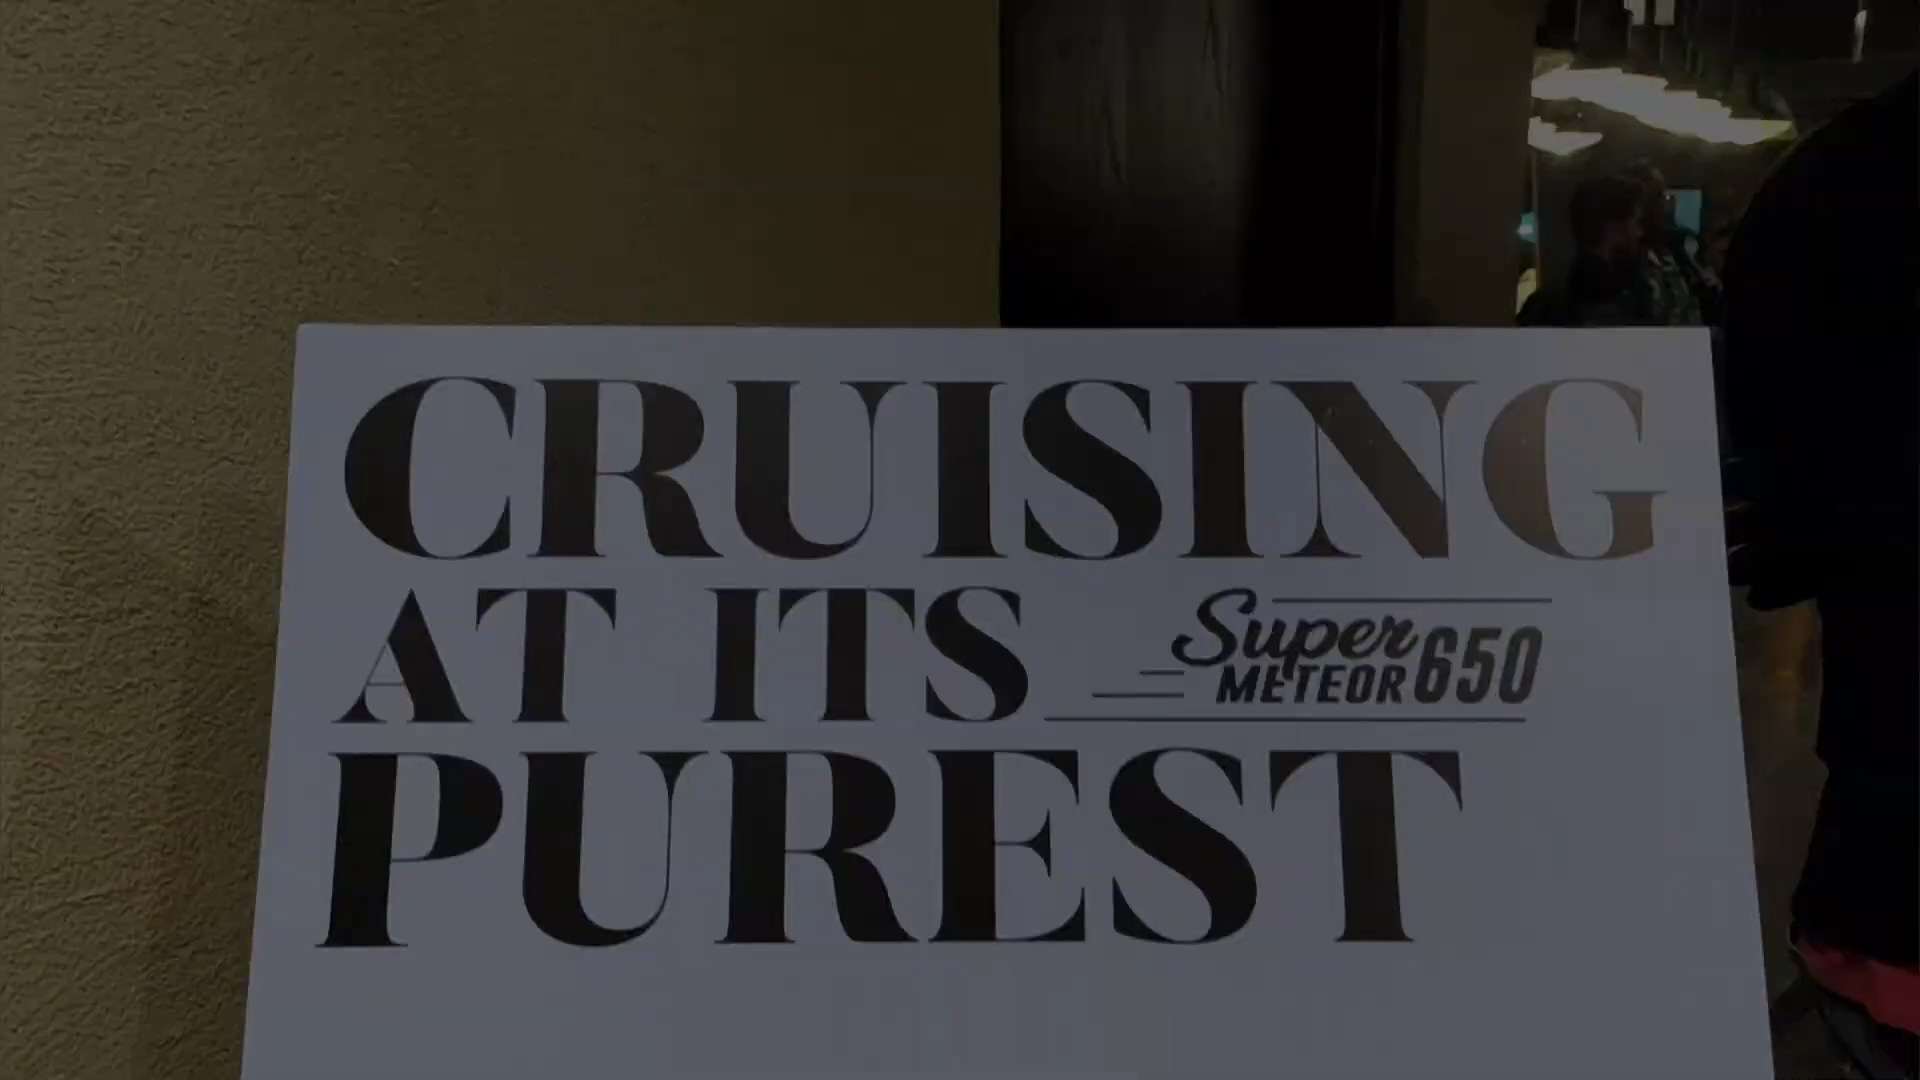 CRUISING
AT ITS
Super
METEOR 650
PUREST